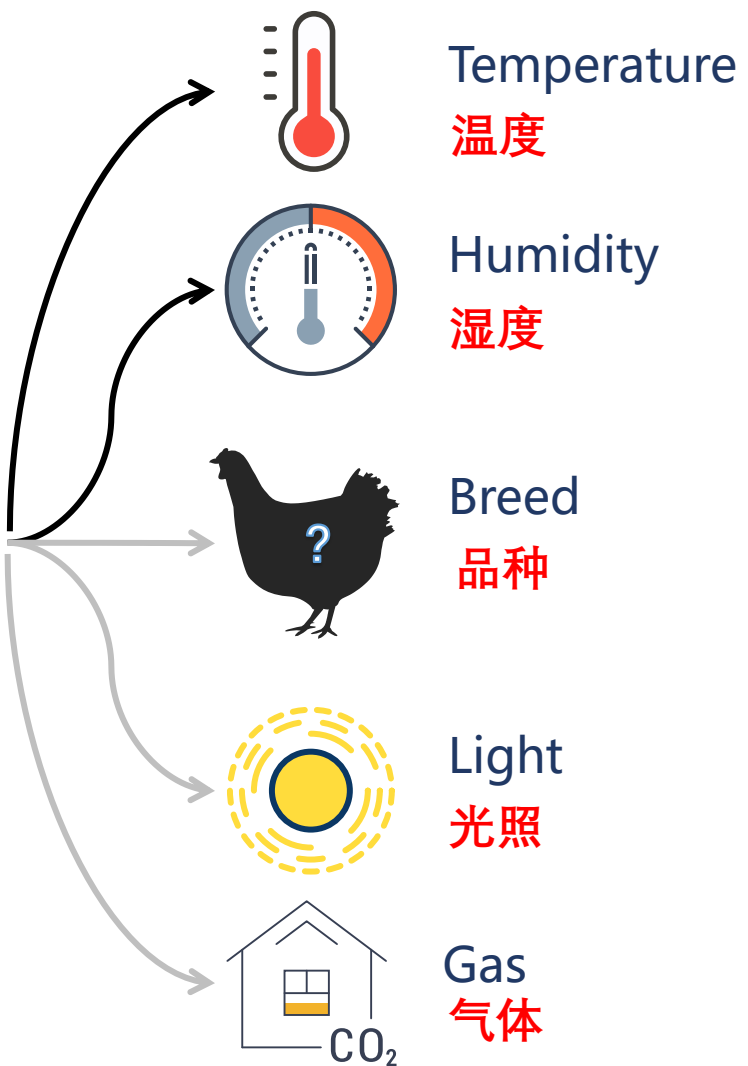 Temperature
温度
Humidity
湿度
?
Breed
品种
Light
光照
Gas
气体
CO₂